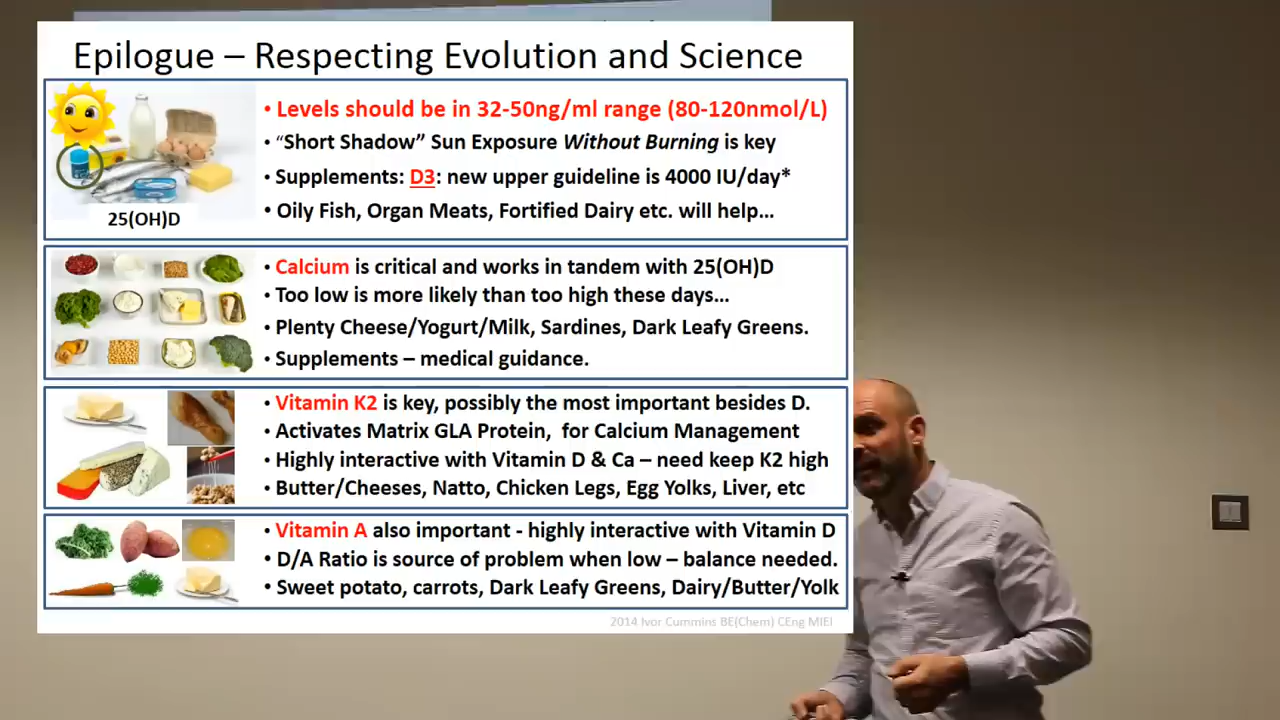 Epilogue – Respecting Evolution and Science
• Levels should be in 32-50ng/ml range (80-120nmol/L)
• “Short Shadow” Sun Exposure Without Burning is key
• Supplements: D3: new upper guideline is 4000 IU/day*
• Oily Fish, Organ Meats, Fortified Dairy etc. will help…
25(OH)D
• Calcium is critical and works in tandem with 25(OH)D
• Too low is more likely than too high these days…
• Plenty Cheese/Yogurt/Milk, Sardines, Dark Leafy Greens.
• Supplements – medical guidance.
• Vitamin K2 is key, possibly the most important besides D.
• Activates Matrix GLA Protein,  for Calcium Management
• Highly interactive with Vitamin D & Ca – need keep K2 high
• Butter/Cheeses, Natto, Chicken Legs, Egg Yolks, Liver, etc
• Vitamin A also important - highly interactive with Vitamin D
• D/A Ratio is source of problem when low – balance needed.
• Sweet potato, carrots, Dark Leafy Greens, Dairy/Butter/Yolk
2014 Ivor Cummins BE(Chem) CEng MIEI